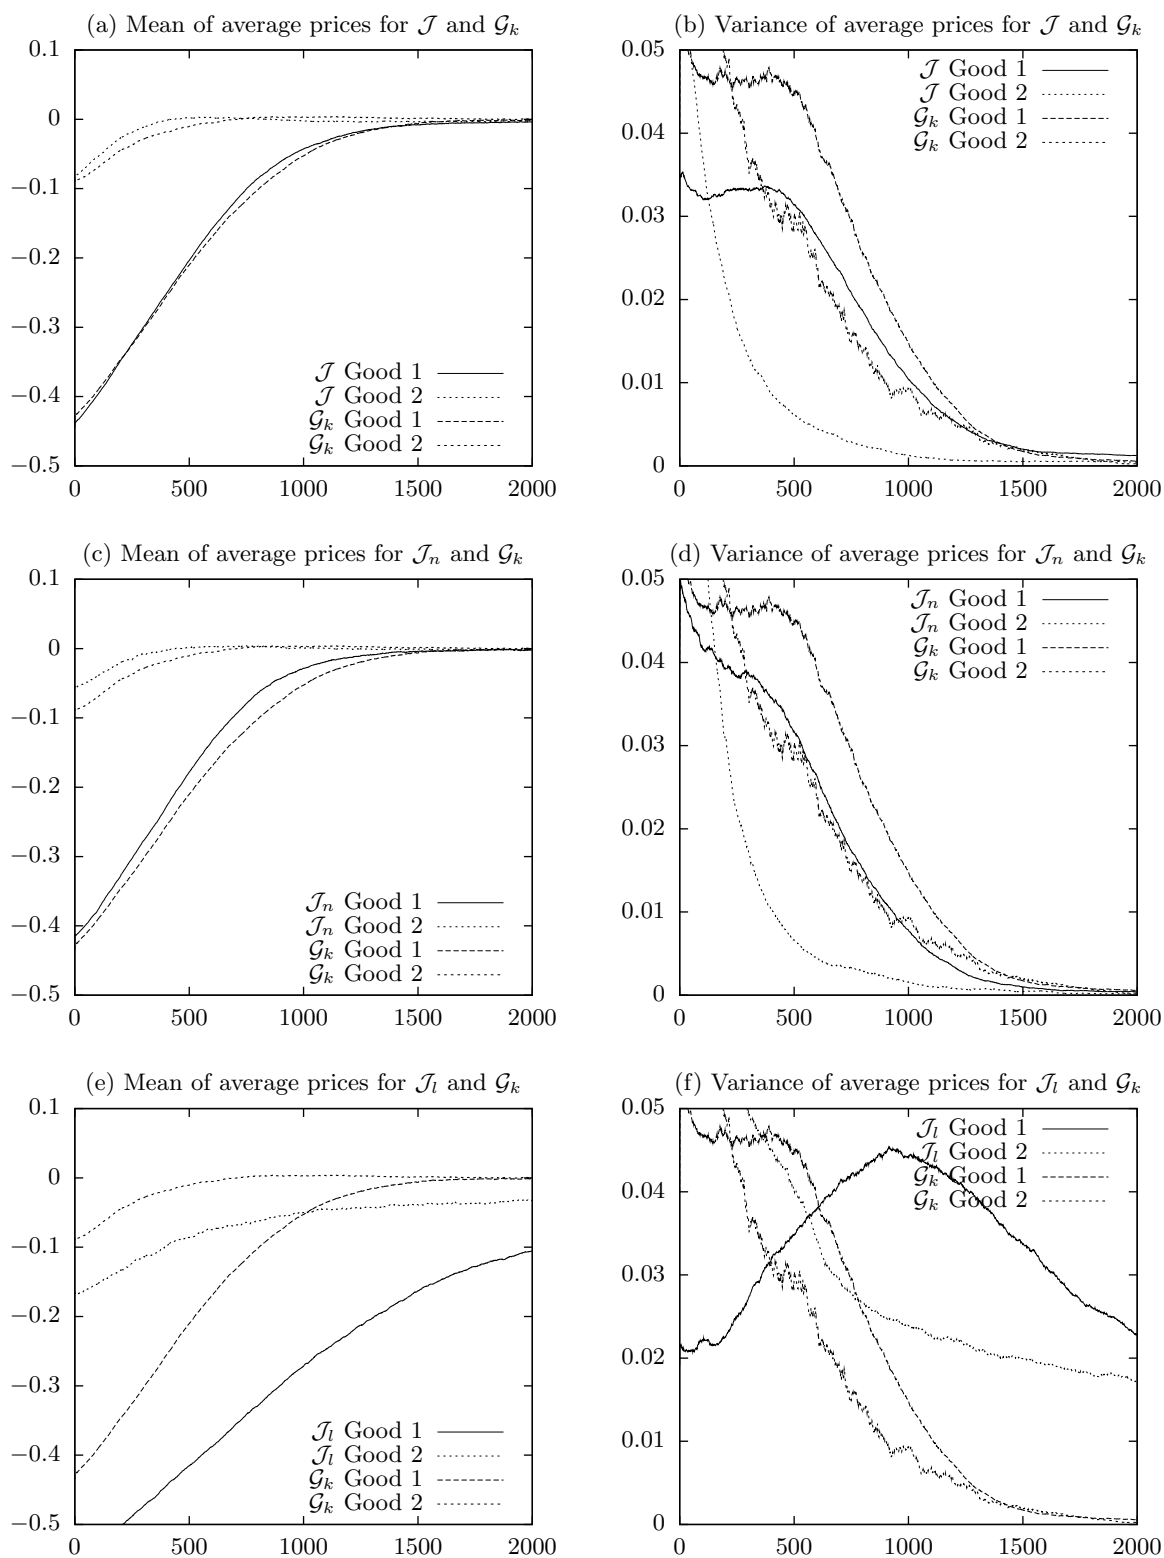 (a) Mean of average prices for 𝒥 and 𝒢ₖ
0.1
0
−0.1
−0.2
−0.3
−0.4
−0.5
0 500 1000 1500 2000
𝒥 Good 1
𝒥 Good 2
𝒢ₖ Good 1
𝒢ₖ Good 2
(b) Variance of average prices for 𝒥 and 𝒢ₖ
0.05
0.04
0.03
0.02
0.01
0
0 500 1000 1500 2000
𝒥 Good 1
𝒥 Good 2
𝒢ₖ Good 1
𝒢ₖ Good 2
(c) Mean of average prices for 𝒥ₙ and 𝒢ₖ
0.1
0
−0.1
−0.2
−0.3
−0.4
−0.5
0 500 1000 1500 2000
𝒥ₙ Good 1
𝒥ₙ Good 2
𝒢ₖ Good 1
𝒢ₖ Good 2
(d) Variance of average prices for 𝒥ₙ and 𝒢ₖ
0.05
0.04
0.03
0.02
0.01
0
0 500 1000 1500 2000
𝒥ₙ Good 1
𝒥ₙ Good 2
𝒢ₖ Good 1
𝒢ₖ Good 2
(e) Mean of average prices for 𝒥ₗ and 𝒢ₖ
0.1
0
−0.1
−0.2
−0.3
−0.4
−0.5
0 500 1000 1500 2000
𝒥ₗ Good 1
𝒥ₗ Good 2
𝒢ₖ Good 1
𝒢ₖ Good 2
(f) Variance of average prices for 𝒥ₗ and 𝒢ₖ
0.05
0.04
0.03
0.02
0.01
0
0 500 1000 1500 2000
𝒥ₗ Good 1
𝒥ₗ Good 2
𝒢ₖ Good 1
𝒢ₖ Good 2